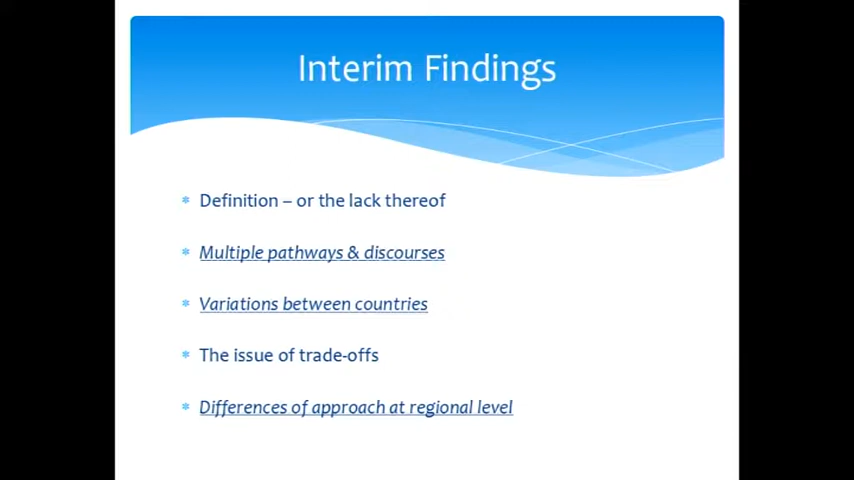 Interim Findings
Definition – or the lack thereof
Multiple pathways & discourses
Variations between countries
The issue of trade-offs
Differences of approach at regional level